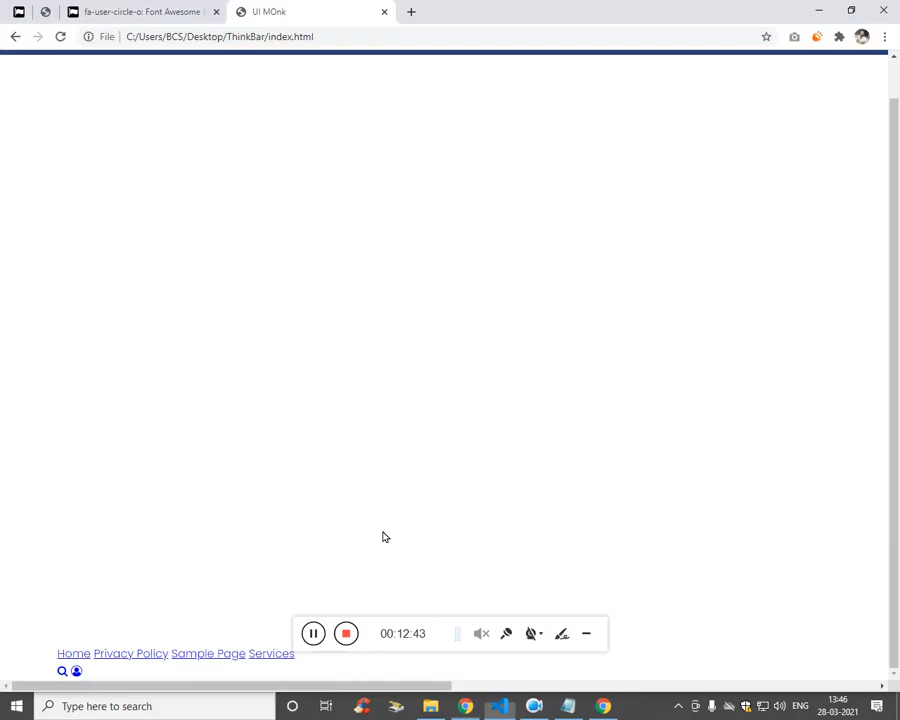 fa-user-circle-o: Font Awesome I
UI MOnk
File
C:/Users/BCS/Desktop/ThinkBar/index.html
00:12:43
Home Privacy Policy Sample Page Services
Type here to search
ENG
13:46
28-03-2021